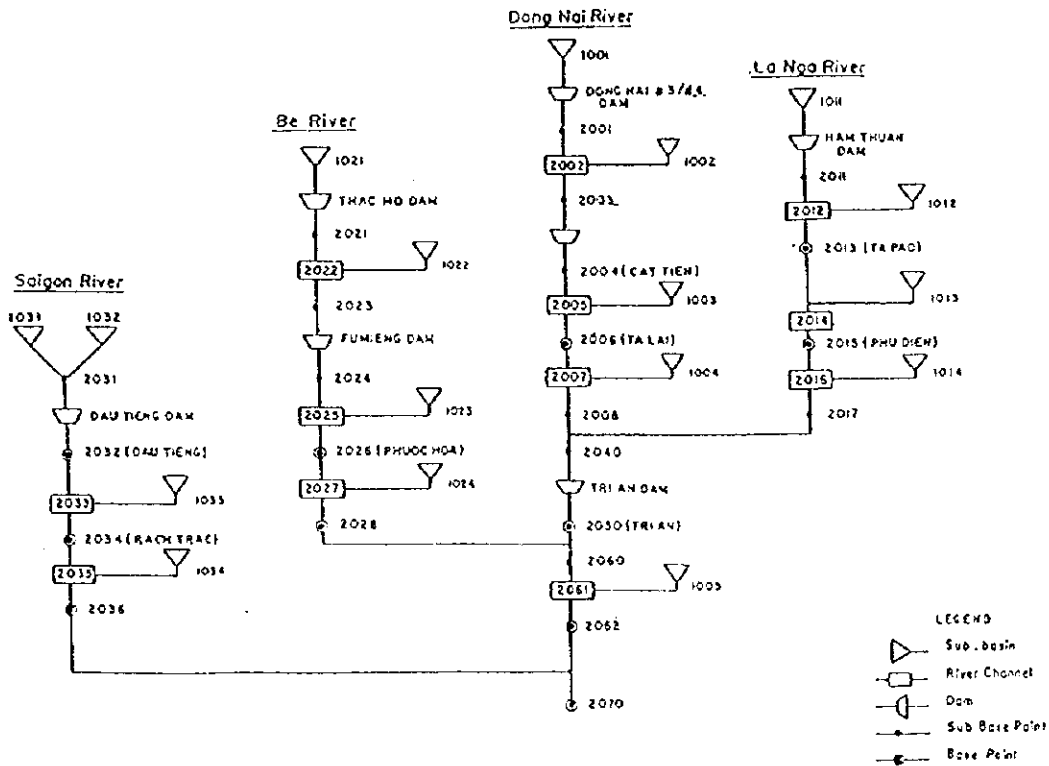 Dong Nai River
1001
DONG NAI #3/#4
DAM
2001
2002
1002
2003
2004 (CAT TIEN)
2005
1003
2006 (TA LAI)
2007
1004
2008
2040
TRI AN DAM
2050 (TRI AN)
2060
2061
1005
2062
2070
La Nga River
1011
HAM THUAN
DAM
2011
2012
1012
2013 (TA PAO)
1013
2014
2015 (PHU DIEN)
2016
1014
2017
Be River
1021
THAC MO DAM
2021
2022
1022
2023
FUMIENG DAM
2024
2025
1023
2026 (PHUOC HOA)
2027
1024
2028
Saigon River
1031
1032
2031
DAU TIENG DAM
2032 (DAU TIENG)
2033
1033
2034 (RACH TRAC)
2035
1034
2036
LEGEND
Sub.basin
River Channel
Dam
Sub Base Point
Base Point